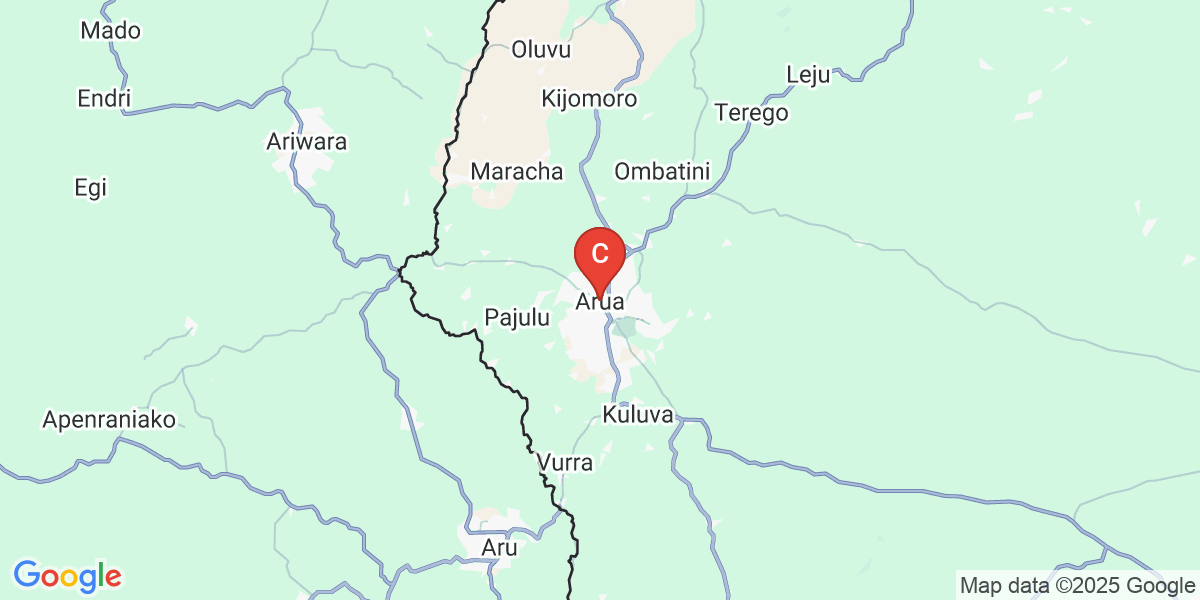 Mado
Oluvu
Leju
Endri
Kijomoro
Terego
Ariwara
Maracha
Ombatini
Egi
C
Arua
Pajulu
Apenraniako
Kuluva
Vurra
Aru
Google
Map data ©2025 Google